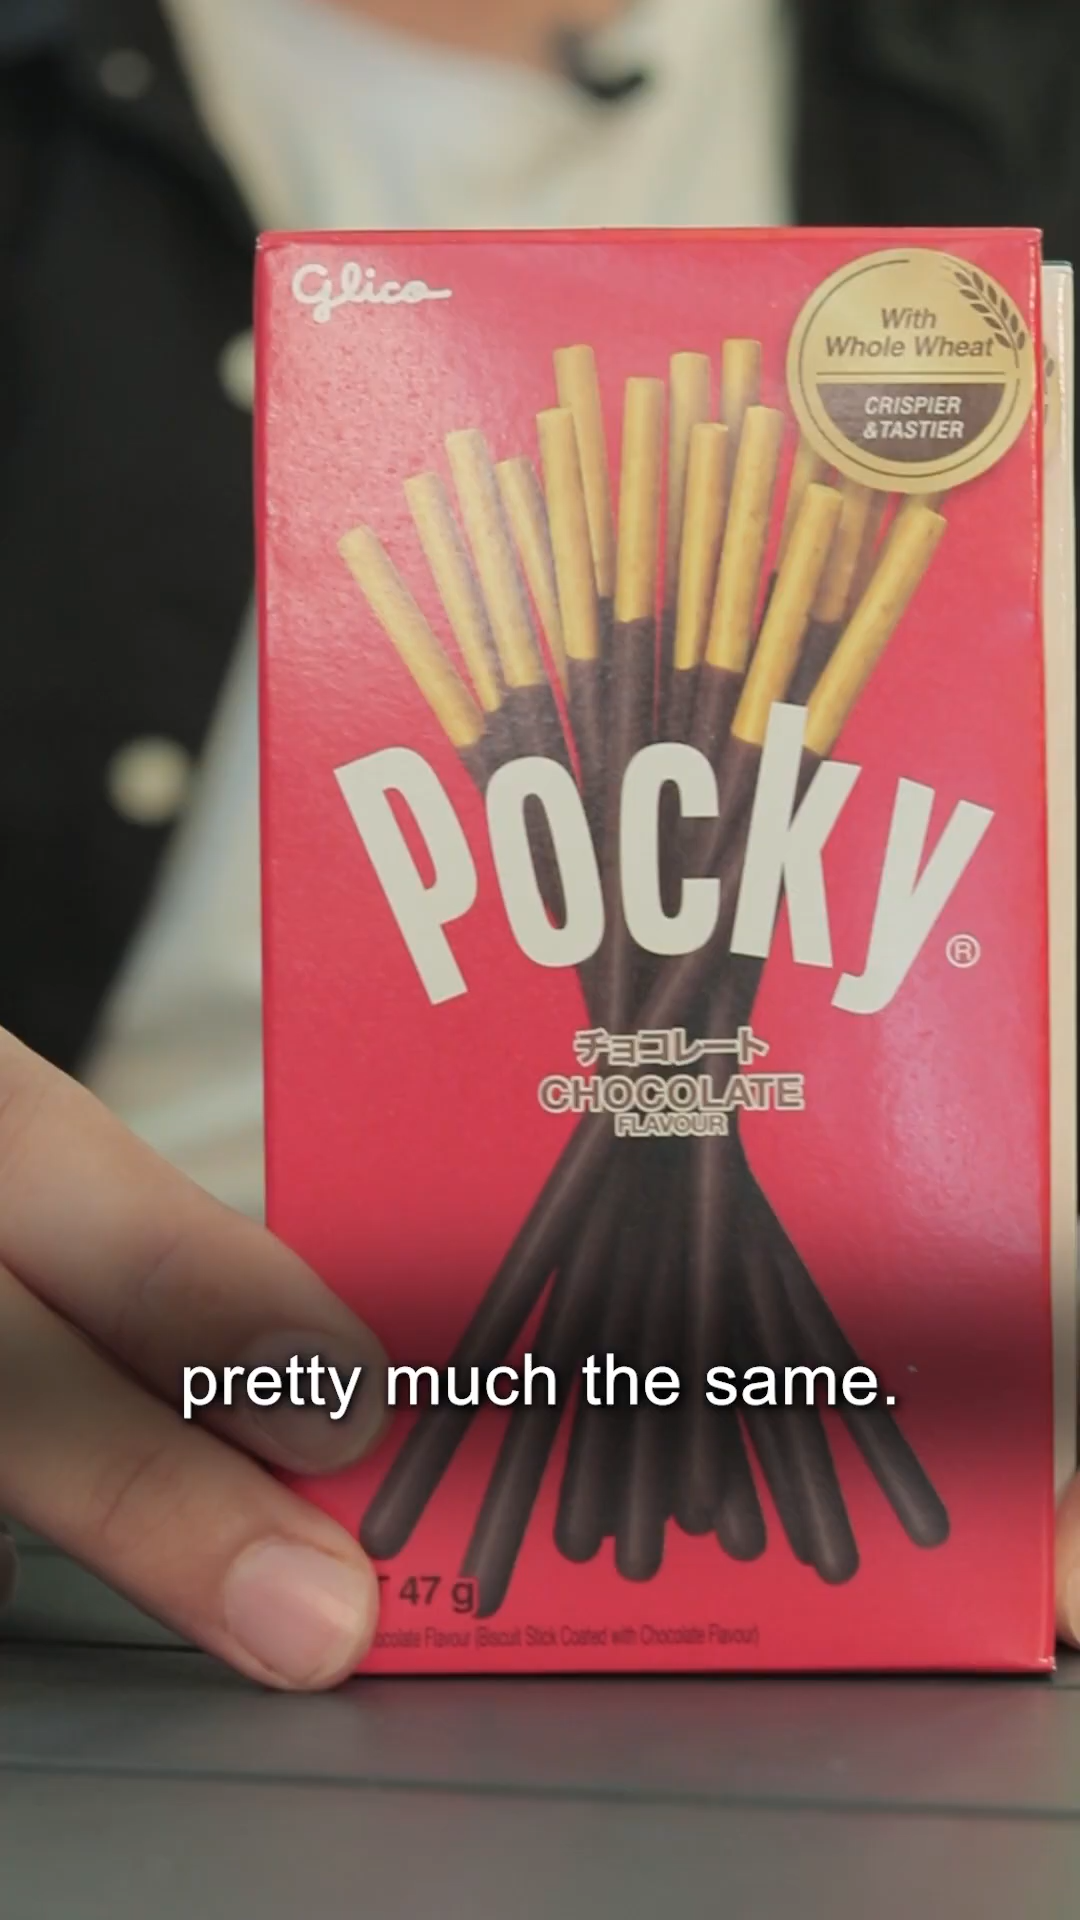 Glico
With
Whole Wheat
CRISPIER
&TASTIER
Pocky®
チョコレート
CHOCOLATE
FLAVOUR
pretty much the same.
47 g
Flavour (Biscuit Stick Coated with Chocolate Flavour)